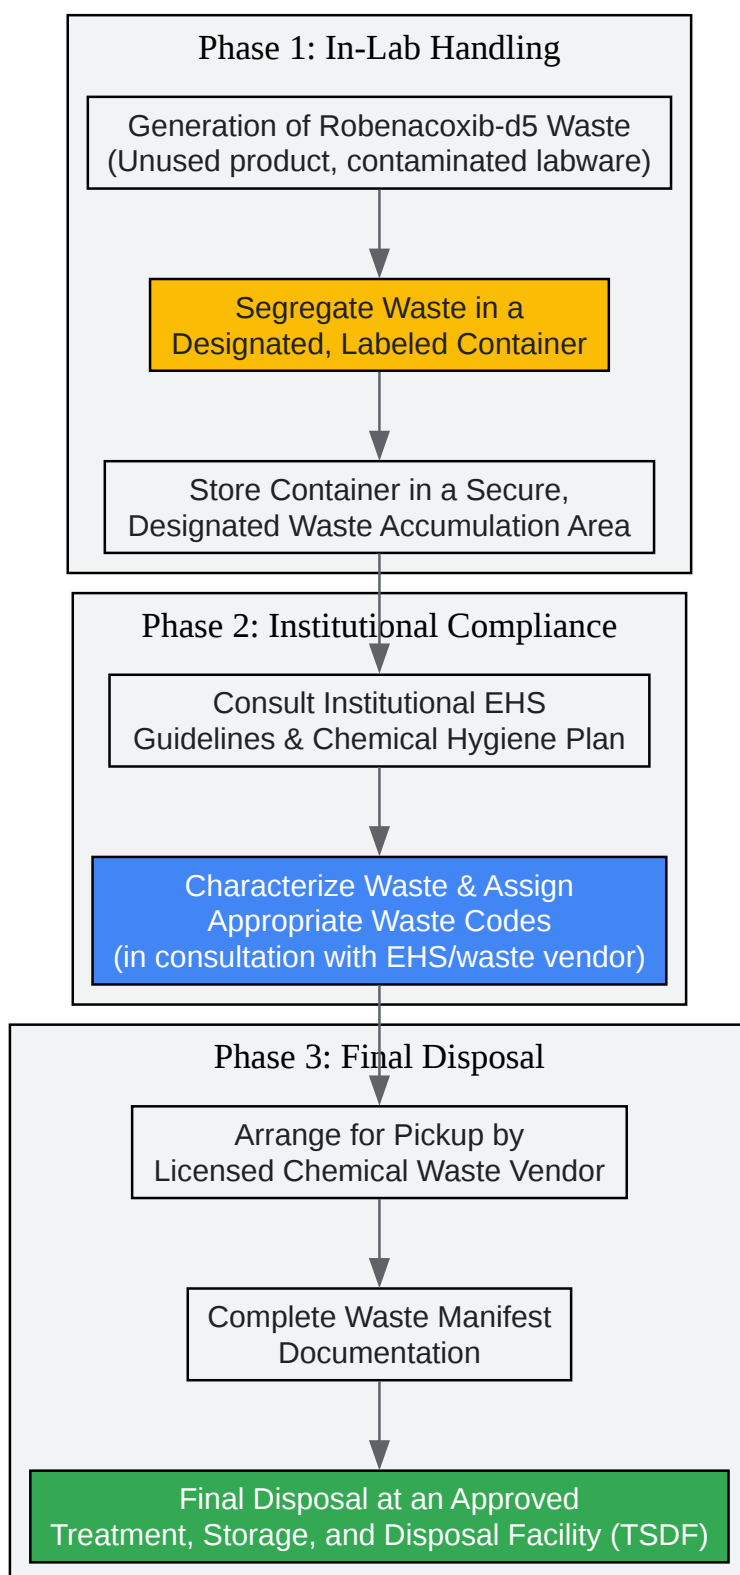 Phase 1: In-Lab Handling
Generation of Robenacoxib-d5 Waste
(Unused product, contaminated labware)
Segregate Waste in a
Designated, Labeled Container
Store Container in a Secure,
Designated Waste Accumulation Area
Phase 2: Institutional Compliance
Consult Institutional EHS
Guidelines & Chemical Hygiene Plan
Characterize Waste & Assign
Appropriate Waste Codes
(in consultation with EHS/waste vendor)
Phase 3: Final Disposal
Arrange for Pickup by
Licensed Chemical Waste Vendor
Complete Waste Manifest
Documentation
Final Disposal at an Approved
Treatment, Storage, and Disposal Facility (TSDF)